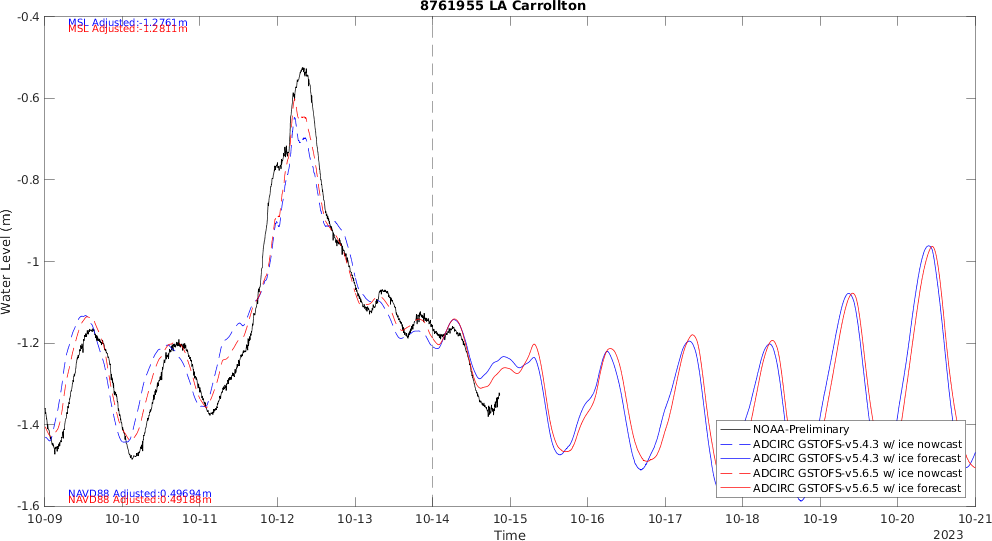 8761955 LA Carrollton
MSL Adjusted:-1.2761m
MSL Adjusted:-1.2811m
-0.4
-0.6
-0.8
-1
-1.2
-1.4
-1.6
Water Level (m)
NOAA-Preliminary
ADCIRC GSTOFS-v5.4.3 w/ ice nowcast
ADCIRC GSTOFS-v5.4.3 w/ ice forecast
ADCIRC GSTOFS-v5.6.5 w/ ice nowcast
ADCIRC GSTOFS-v5.6.5 w/ ice forecast
NAVD88 Adjusted:0.49694m
NAVD88 Adjusted:0.49188m
10-09 10-10 10-11 10-12 10-13 10-14 10-15 10-16 10-17 10-18 10-19 10-20 10-21
Time
2023